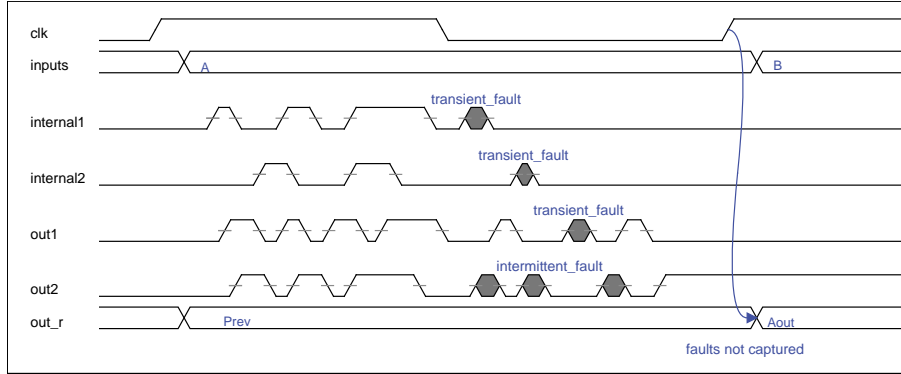 clk
inputs
A
B
transient_fault
internal1
transient_fault
internal2
transient_fault
out1
intermittent_fault
out2
out_r
Prev
Aout
faults not captured